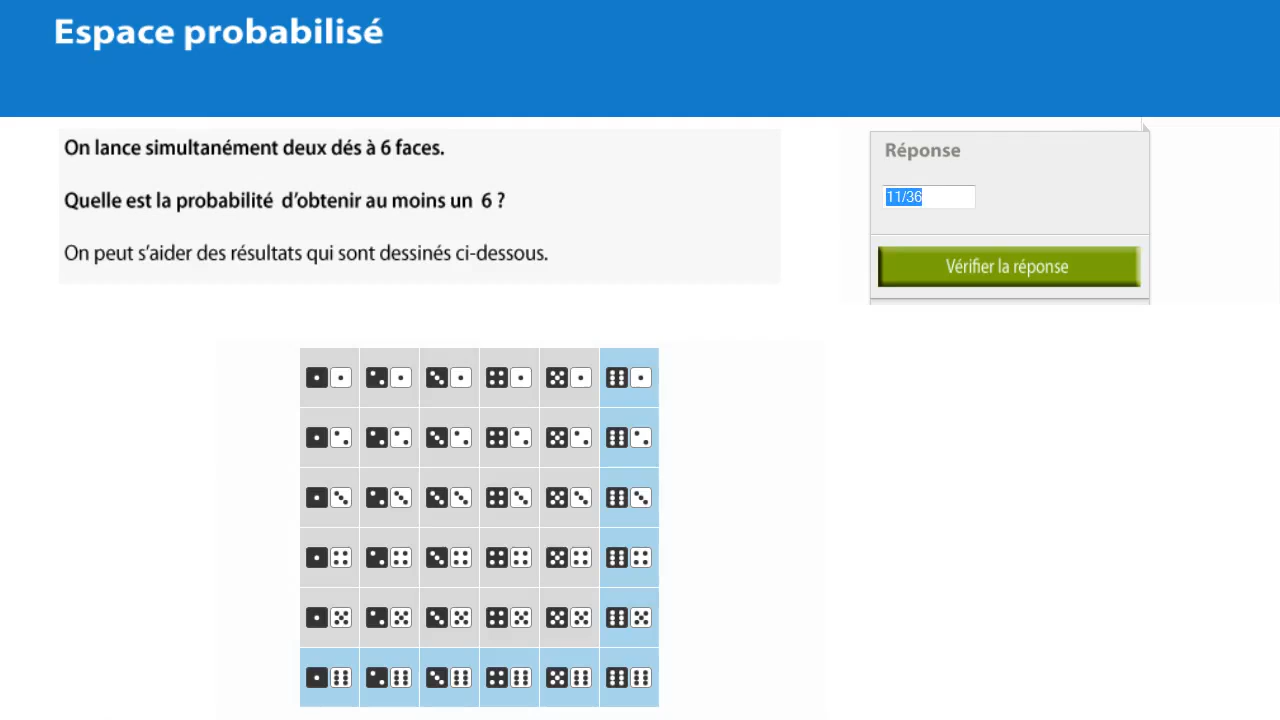 Espace probabilisé
On lance simultanément deux dés à 6 faces.
Quelle est la probabilité d’obtenir au moins un 6 ?
On peut s’aider des résultats qui sont dessinés ci-dessous.
Réponse
11/36
Vérifier la réponse